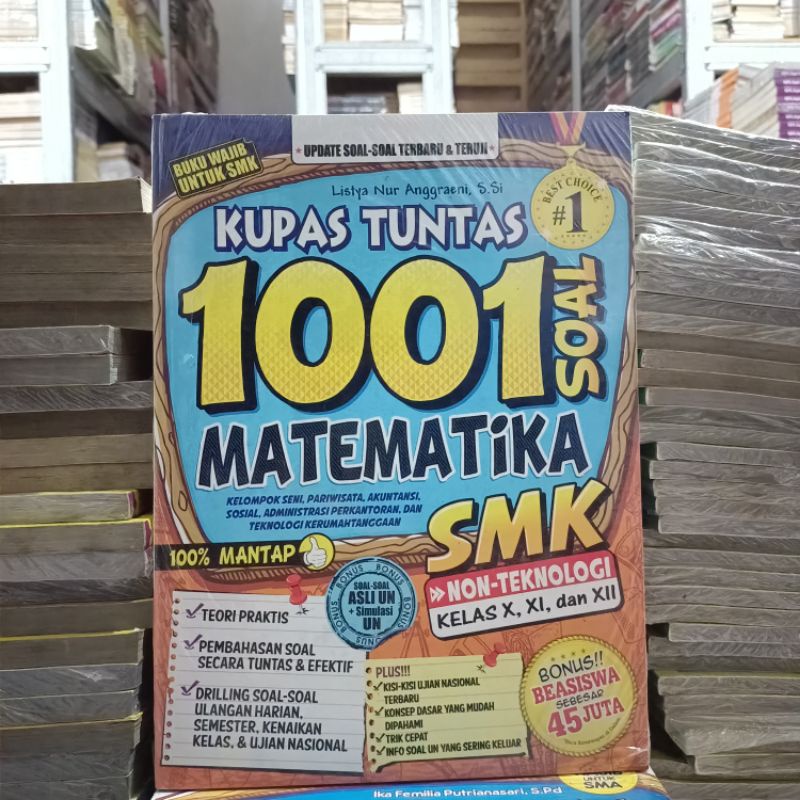 UPDATE SOAL-SOAL TERBARU &
BUKU WAJIB
UNTUK SMK
Listya Nur Anggraeni, S.Si
BEST CHOICE
#1
KUPAS TUNTAS
1001
SOAL
MATEMATIKA
KELOMPOK SENI, PARIWISATA, AKUNTANSI,
SOSIAL, ADMINISTRASI PERKANTORAN, DAN
TEKNOLOGI KERUMAHTANGGAAN
SMK
NON-TEKNOLOGI
KELAS X, XI, dan XII
100% MANTAP
BONUS BONUS BONUS BONUS
SOAL-SOAL
ASLI UN
+ Simulasi
UN
TEORI PRAKTIS
PEMBAHASAN SOAL
SECARA TUNTAS & EFEKTIF
DRILLING SOAL-SOAL
ULANGAN HARIAN,
SEMESTER, KENAIKAN
KELAS, & UJIAN NASIONAL
PLUS!!!
KISI-KISI UJIAN NASIONAL
TERBARU
KONSEP DASAR YANG MUDAH
DIPAHAMI
TRIK CEPAT
INFO SOAL UN YANG SERING KELUAR
BONUS!!
BEASISWA
SEBESAR
45 JUTA
Ika Femilia Putrianasari, S.Pd
UNTUK
SMA